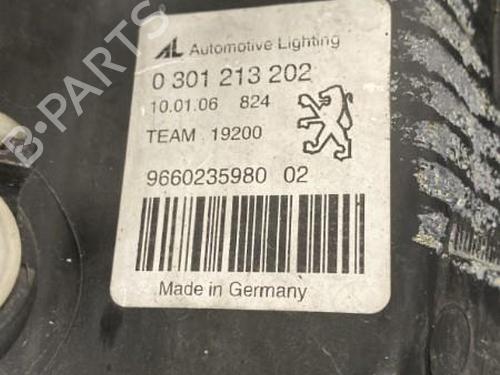 AL Automotive Lighting
0 301 213 202
10.01.06 824
TEAM 19200
9660235980 02
Made in Germany
B-PARTS